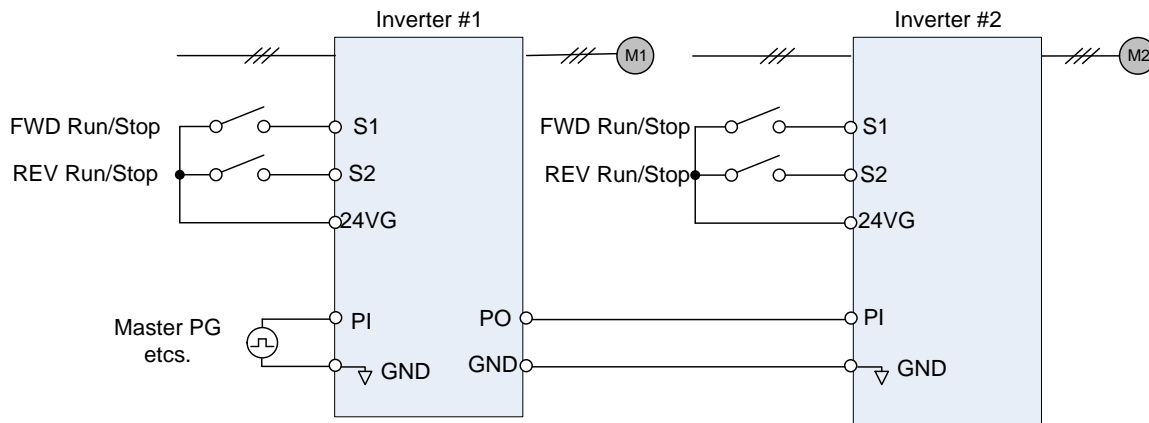 Inverter #1
Inverter #2
M1
M2
FWD Run/Stop
S1
FWD Run/Stop
S1
REV Run/Stop
S2
REV Run/Stop
S2
24VG
24VG
Master PG
etcs.
PI
PO
PI
GND
GND
GND